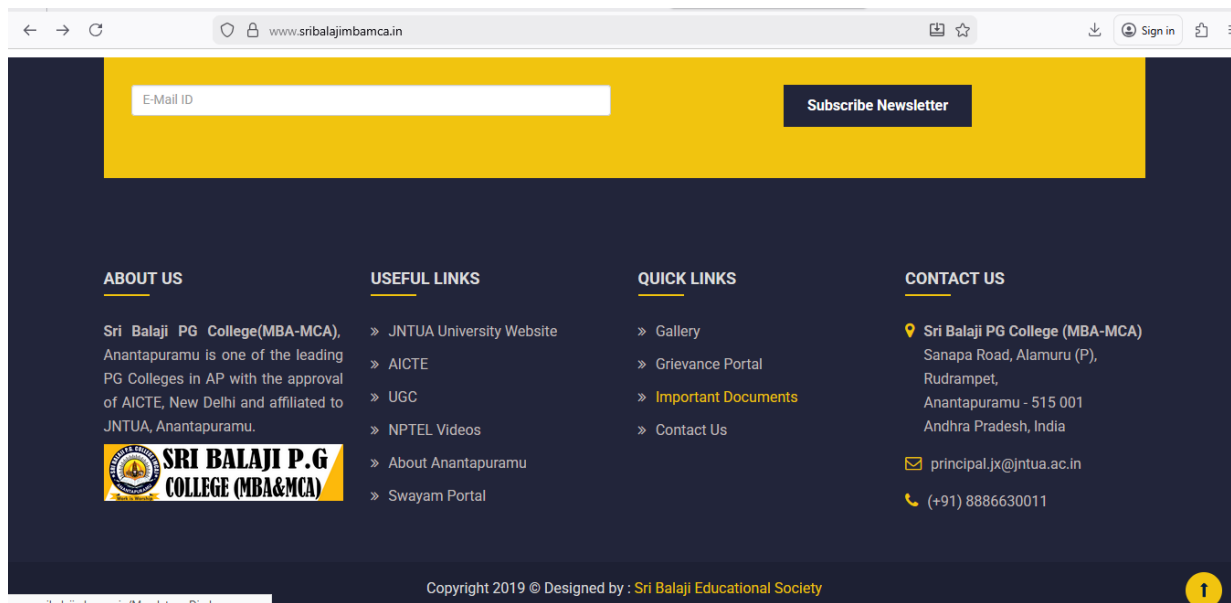 www.sribalajimbamca.in
Sign in
E-Mail ID
Subscribe Newsletter
ABOUT US
Sri Balaji PG College(MBA-MCA),
Anantapuramu is one of the leading
PG Colleges in AP with the approval
of AICTE, New Delhi and affiliated to
JNTUA, Anantapuramu.
SRI BALAJI P.G
COLLEGE (MBA&MCA)
USEFUL LINKS
» JNTUA University Website
» AICTE
» UGC
» NPTEL Videos
» About Anantapuramu
» Swayam Portal
QUICK LINKS
» Gallery
» Grievance Portal
» Important Documents
» Contact Us
CONTACT US
Sri Balaji PG College (MBA-MCA)
Sanapa Road, Alamuru (P),
Rudrampet,
Anantapuramu - 515 001
Andhra Pradesh, India
principal.jx@jntua.ac.in
(+91) 8886630011
Copyright 2019 © Designed by : Sri Balaji Educational Society